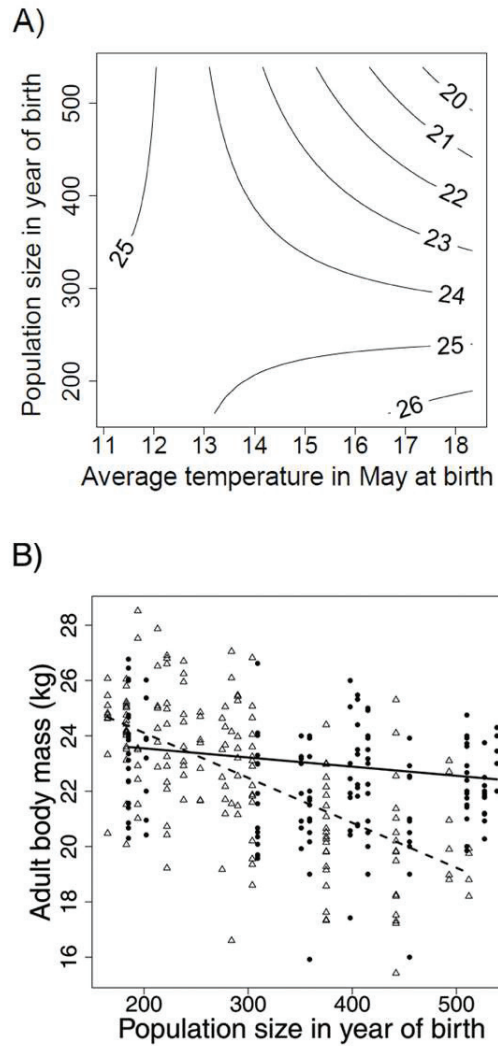 A)
Population size in year of birth
500
400
300
200
25
20
21
22
23
24
25
26
11 12 13 14 15 16 17 18
Average temperature in May at birth
B)
Adult body mass (kg)
28
26
24
22
20
18
16
200 300 400 500
Population size in year of birth